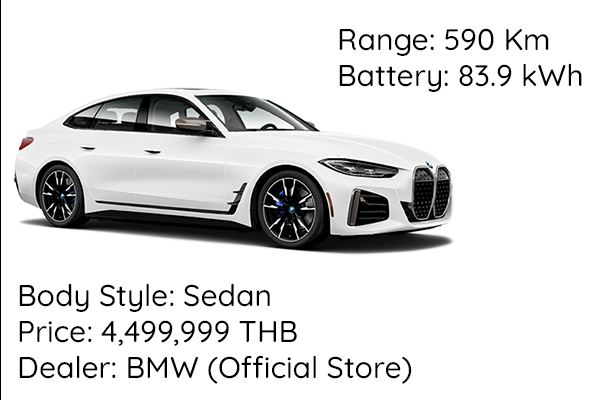 Range: 590 Km
Battery: 83.9 kWh
Body Style: Sedan
Price: 4,499,999 THB
Dealer: BMW (Official Store)